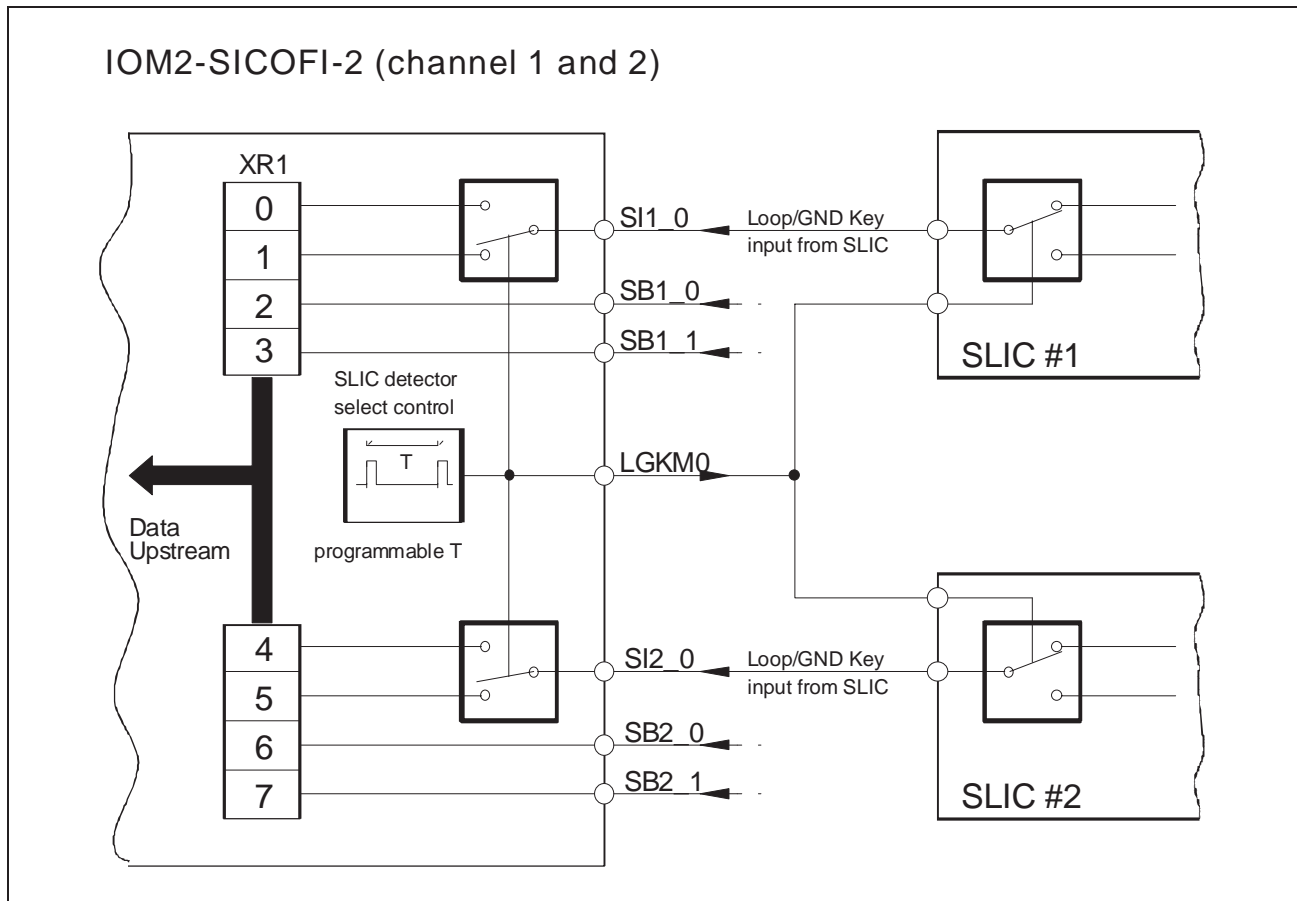 IOM2-SICOFI-2 (channel 1 and 2)
XR1
0
1
2
3
SI1_0
Loop/GND Key
input from SLIC
SB1_0
SB1_1
SLIC #1
SLIC detector
select control
T
LGKM0
programmable T
Data
Upstream
4
5
6
7
SI2_0
Loop/GND Key
input from SLIC
SB2_0
SB2_1
SLIC #2